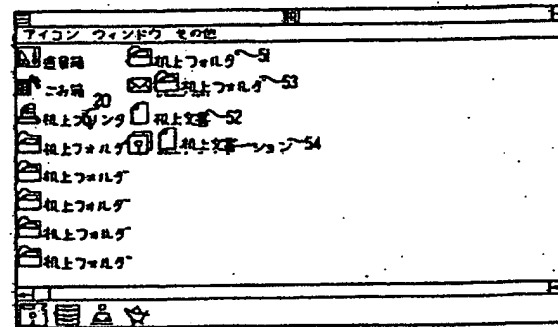 アイコン ウィンドウ その他
道具箱 机上フォルダ 51
ごみ箱 机上フォルダ 53
20
机上プリンタ 机上文書 52
机上フォルダ 机上文書 ーション 54
机上フォルダ
机上フォルダ
机上フォルダ
机上フォルダ